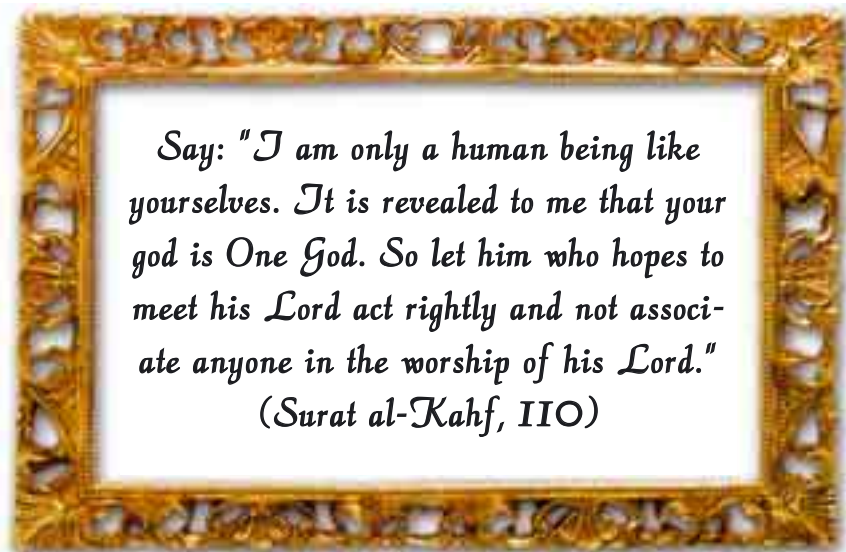 Say: "I am only a human being like
yourselves. It is revealed to me that your
god is One God. So let him who hopes to
meet his Lord act rightly and not associ-
ate anyone in the worship of his Lord."
(Surat al-Kahf, 110)